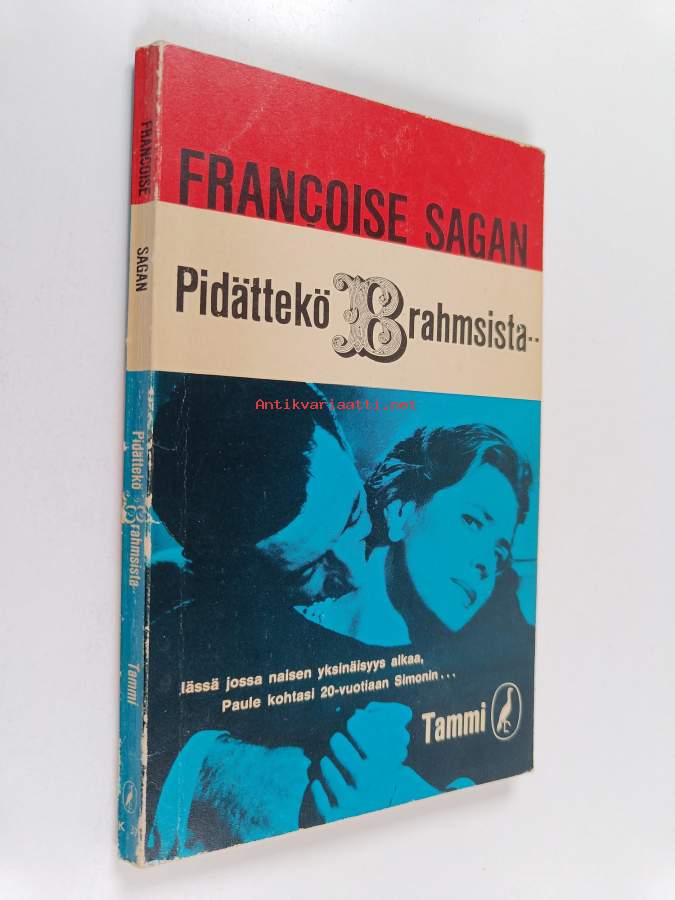 FRANÇOISE SAGAN
Pidättekö Brahmsista..
Antikvariaatti.net
Iässä jossa naisen yksinäisyys alkaa,
Paule kohtasi 20-vuotiaan Simonin...
Tammi
FRANÇOISE SAGAN
Pidättekö Brahmsista..
Tammi
K